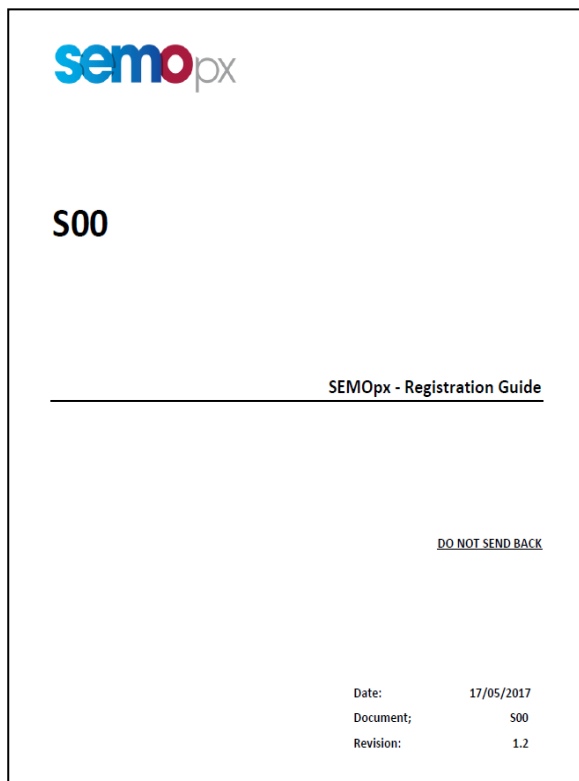 semopx
S00
SEMOpx - Registration Guide
DO NOT SEND BACK
Date: 17/05/2017
Document; S00
Revision: 1.2